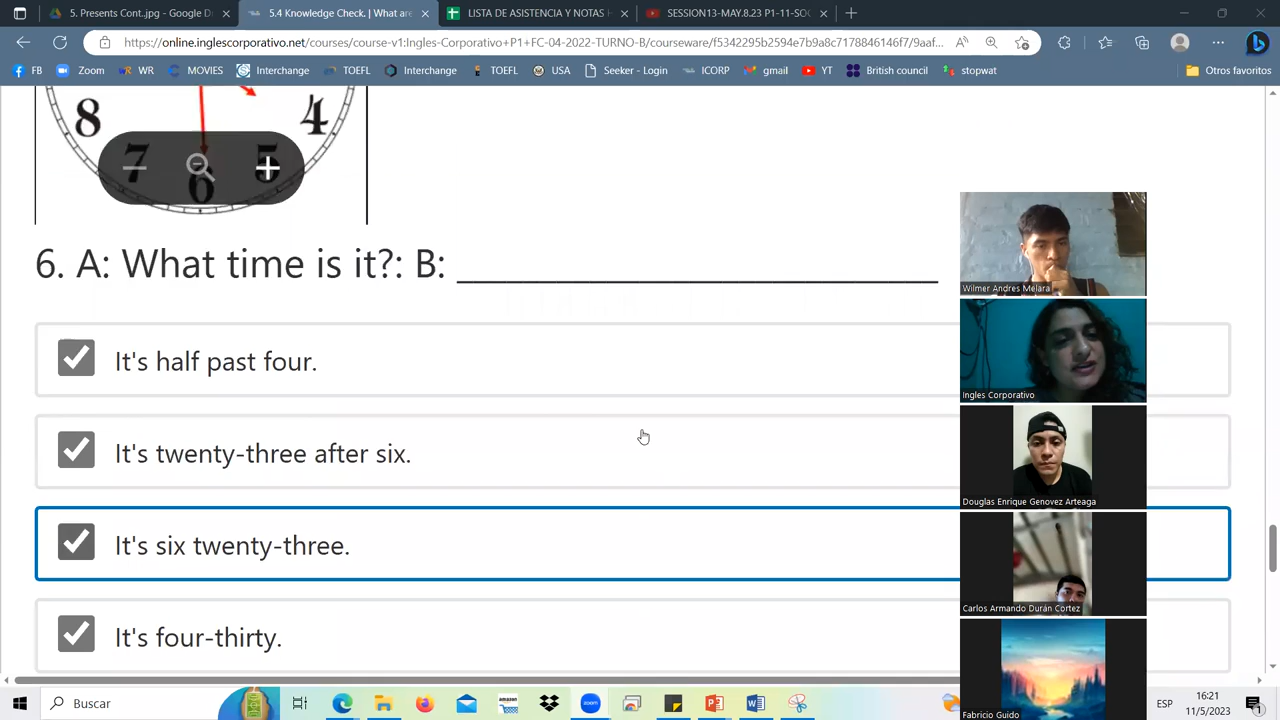 5. Presents Cont..jpg - Google D
5.4 Knowledge Check. | What are
LISTA DE ASISTENCIA Y NOTAS
SESSION13-MAY.8.23 P1-11-SO
https://online.inglescorporativo.net/courses/course-v1:Ingles-Corporativo+P1+FC-04-2022-TURNO-B/courseware/f5342295b2594e7b9a8c7178846146f7/9aaf...
FB Zoom WR MOVIES Interchange TOEFL Interchange TOEFL USA Seeker - Login ICORP gmail YT British council stopwat Otros favoritos
8 4
7 6 5
6. A: What time is it?: B: ________________________________
It's half past four.
It's twenty-three after six.
It's six twenty-three.
It's four-thirty.
Wilmer Andres Melara
Ingles Corporativo
Douglas Enrique Genovez Arteaga
Carlos Armando Durán Cortez
Fabricio Guido
Buscar
zoom
ESP
16:21
11/5/2023